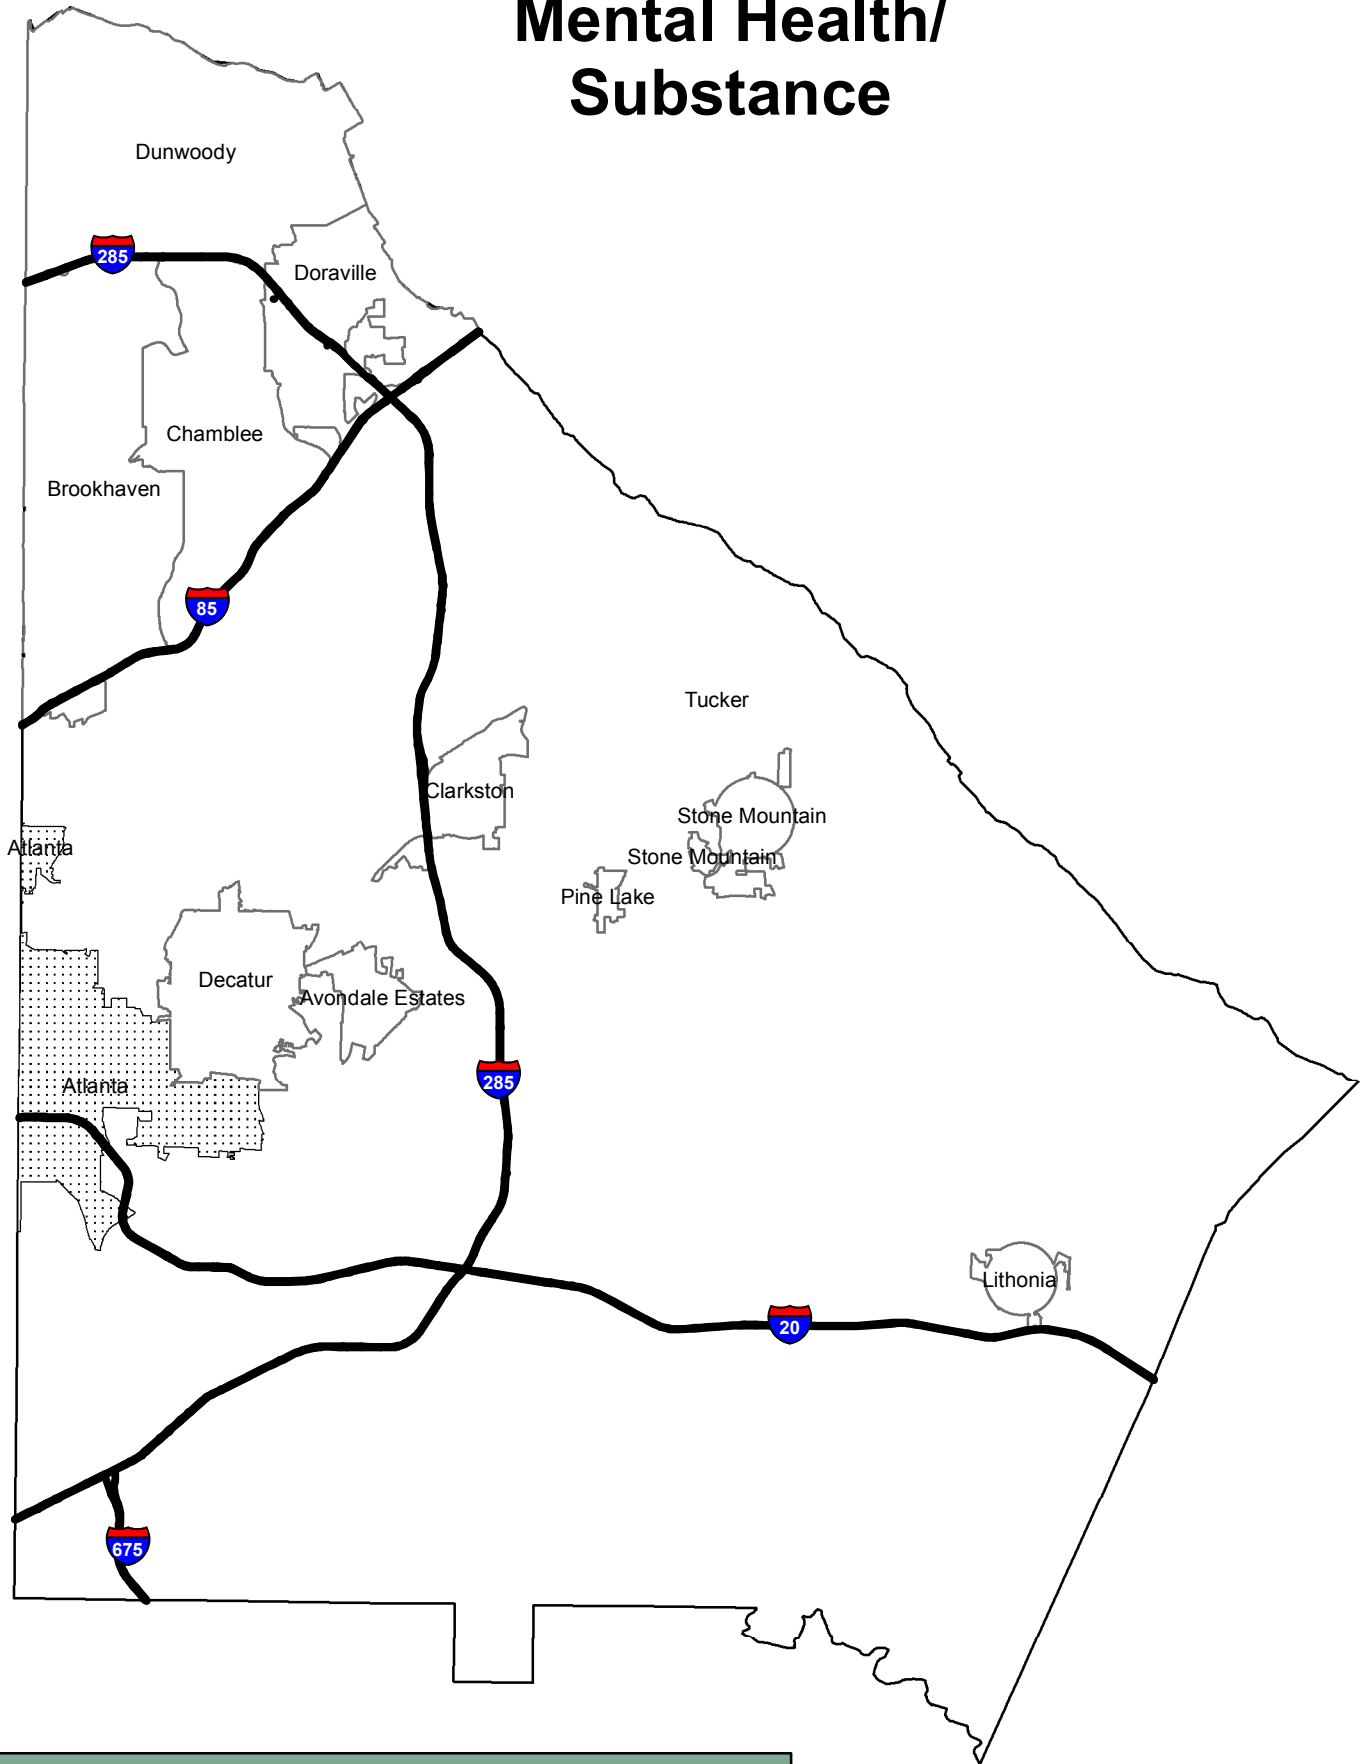 Mental Health/
Substance
Dunwoody
285
Doraville
Chamblee
Brookhaven
85
Tucker
Clarkston
Stone Mountain
Atlanta
Stone Mountain
Pine Lake
Decatur
Avondale Estates
285
Atlanta
Lithonia
20
675